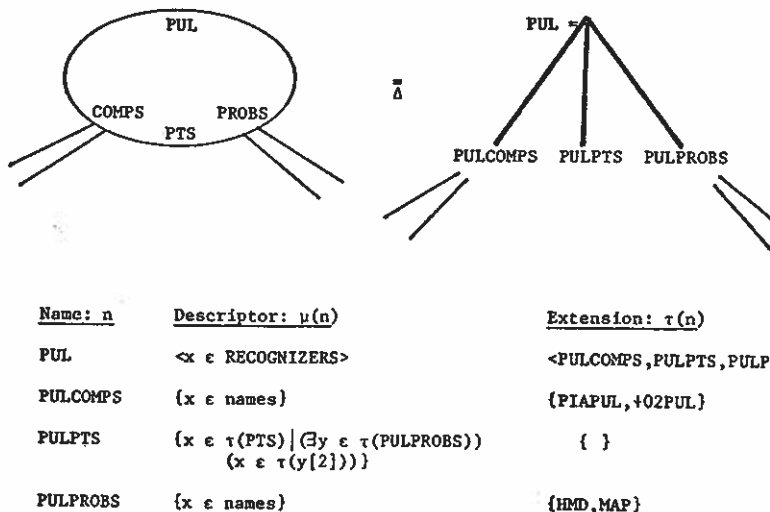 PUL
COMPS
PROBS
PTS
≡
Δ
PUL =
PULCOMPS PULPTS PULPROBS
Name: n Descriptor: μ(n) Extension: τ(n)
PUL <x ε RECOGNIZERS> <PULCOMPS,PULPTS,PULP
PULCOMPS {x ε names} {PIAPUL,+02PUL}
PULPTS {x ε τ(PTS)|(∃y ε τ(PULPROBS)) { }
(x ε τ(y[2]))}
PULPROBS {x ε names} {HMD,MAP}